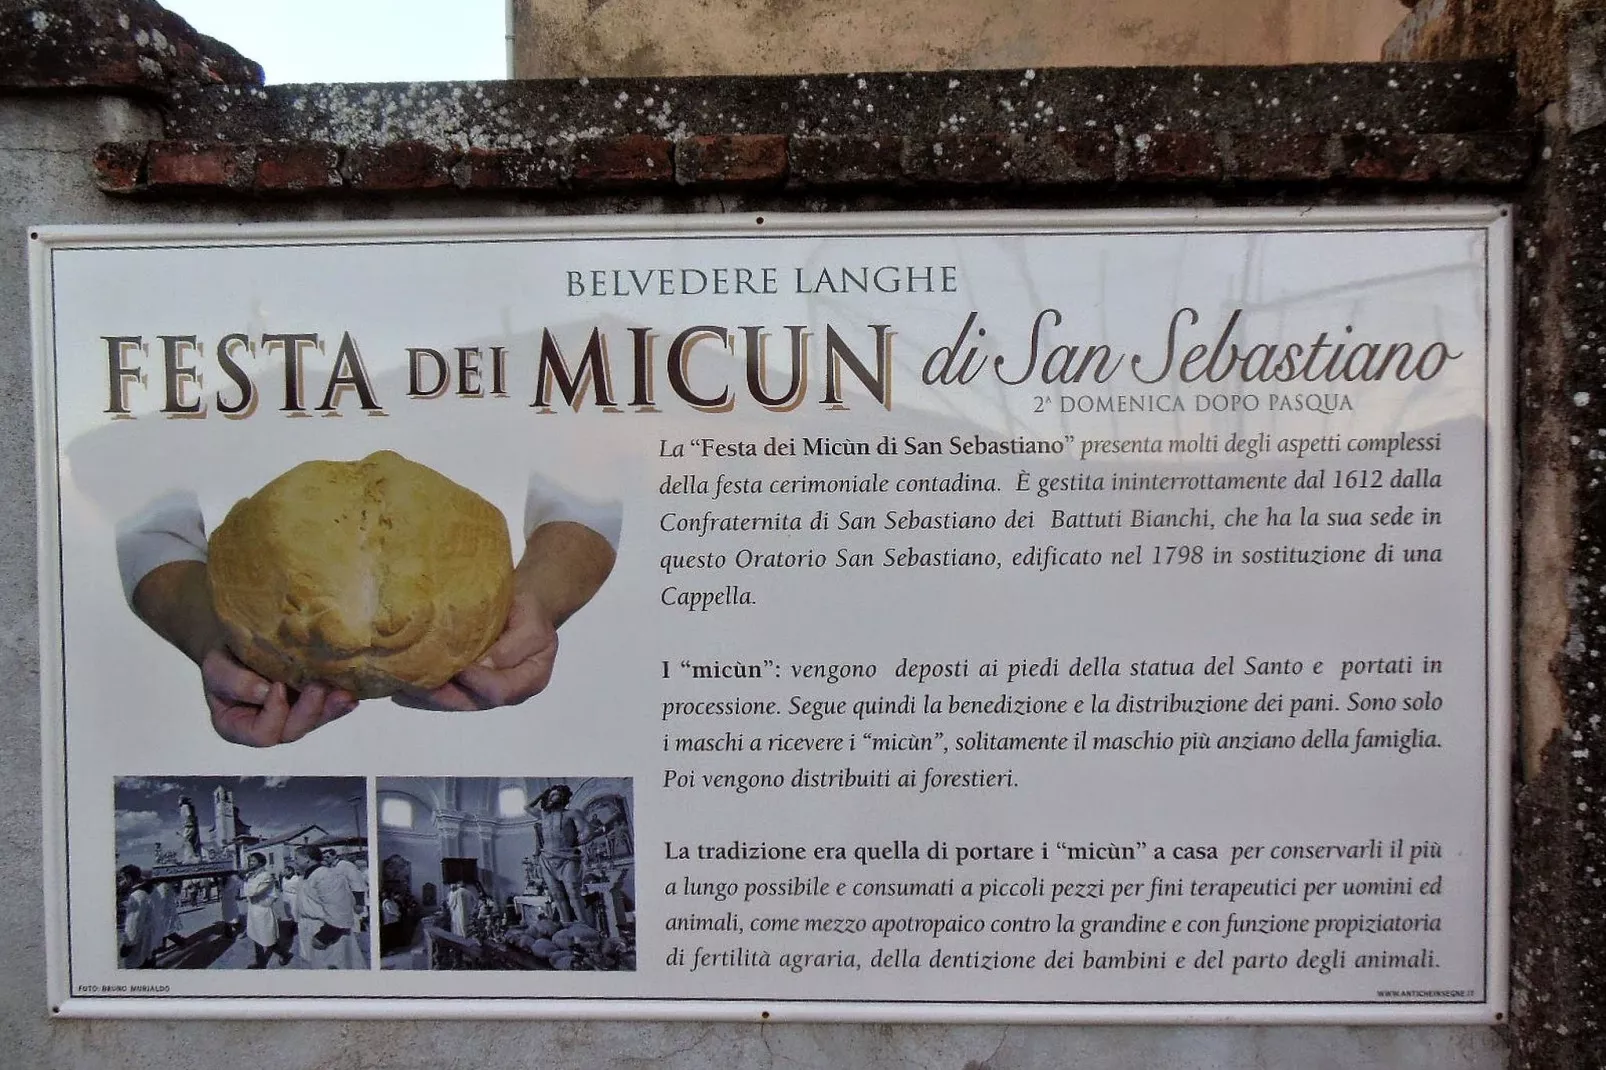 BELVEDERE LANGHE
FESTA DEI MICUN di San Sebastiano
2ª DOMENICA DOPO PASQUA
La “Festa dei Micùn di San Sebastiano” presenta molti degli aspetti complessi
della festa cerimoniale contadina. È gestita ininterrottamente dal 1612 dalla
Confraternita di San Sebastiano dei Battuti Bianchi, che ha la sua sede in
questo Oratorio San Sebastiano, edificato nel 1798 in sostituzione di una
Cappella.
I “micùn”: vengono deposti ai piedi della statua del Santo e portati in
processione. Segue quindi la benedizione e la distribuzione dei pani. Sono solo
i maschi a ricevere i “micùn”, solitamente il maschio più anziano della famiglia.
Poi vengono distribuiti ai forestieri.
La tradizione era quella di portare i “micùn” a casa per conservarli il più
a lungo possibile e consumati a piccoli pezzi per fini terapeutici per uomini ed
animali, come mezzo apotropaico contro la grandine e con funzione propiziatoria
di fertilità agraria, della dentizione dei bambini e del parto degli animali.
FOTO: BRUNO MURIALDO
WWW.ANTICHEINSEGNE.IT